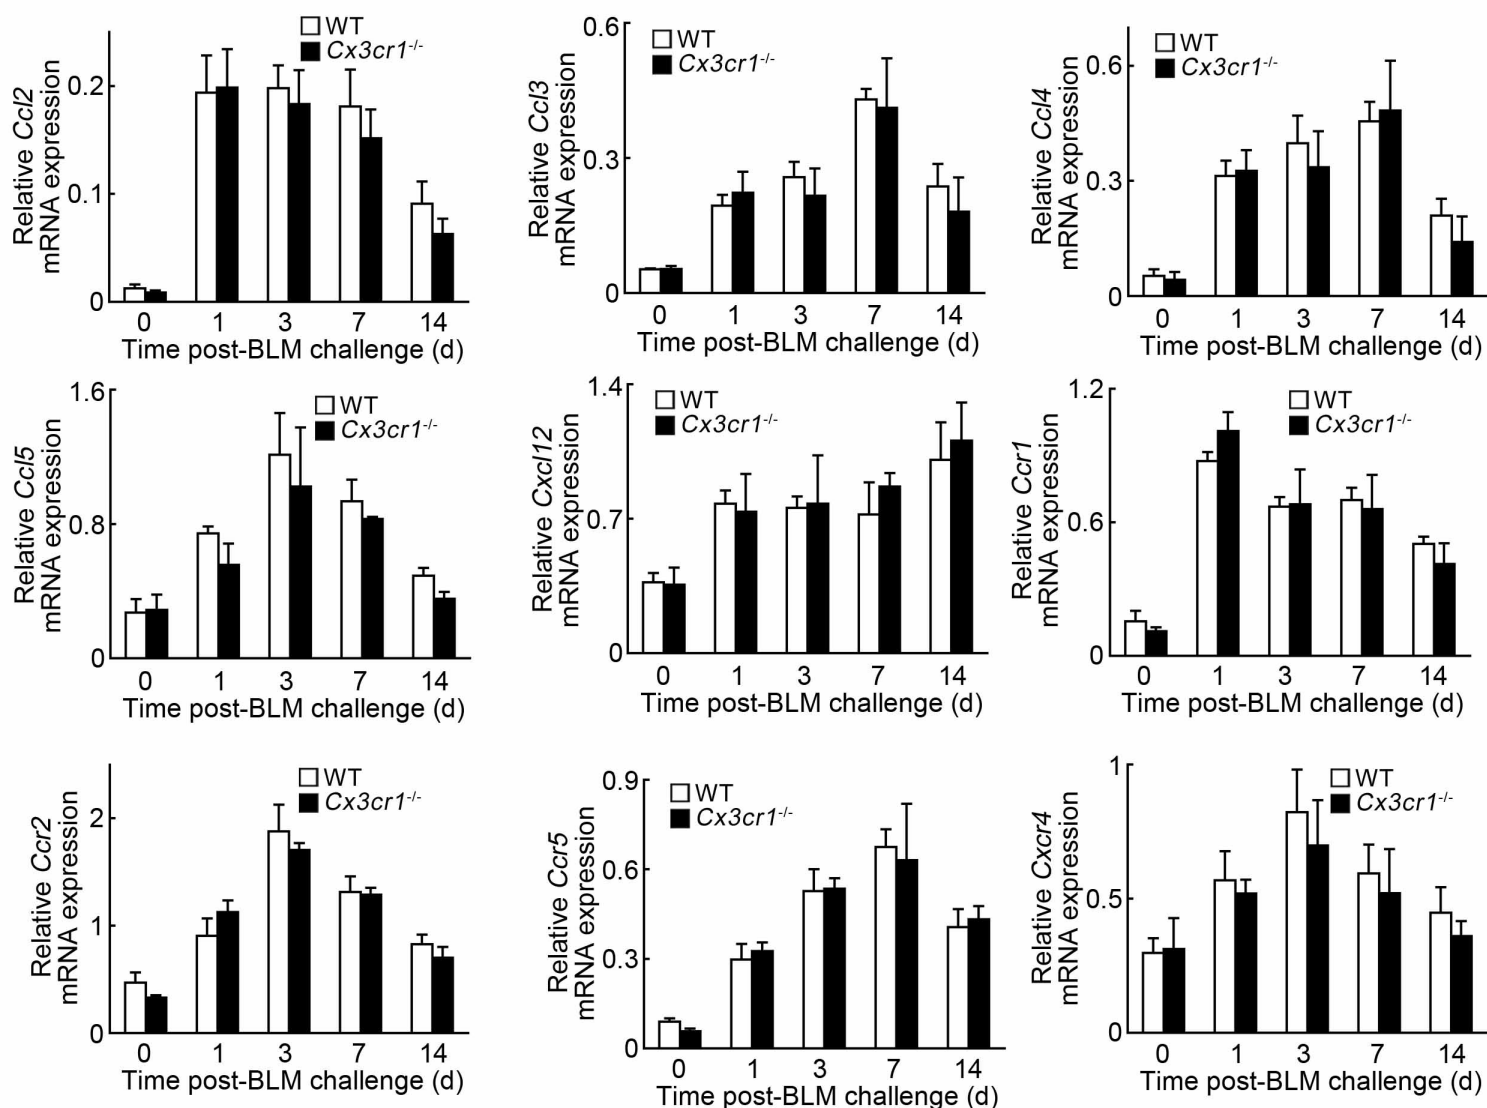 WT
Cx3cr1-/-
Relative Ccl2
mRNA expression
0.2
0.1
0
0 1 3 7 14
Time post-BLM challenge (d)
WT
Cx3cr1-/-
Relative Ccl3
mRNA expression
0.6
0.3
0
0 1 3 7 14
Time post-BLM challenge (d)
WT
Cx3cr1-/-
Relative Ccl4
mRNA expression
0.6
0.3
0
0 1 3 7 14
Time post-BLM challenge (d)
WT
Cx3cr1-/-
Relative Ccl5
mRNA expression
1.6
0.8
0
0 1 3 7 14
Time post-BLM challenge (d)
WT
Cx3cr1-/-
Relative Cxcl12
mRNA expression
1.4
0.7
0
0 1 3 7 14
Time post-BLM challenge (d)
WT
Cx3cr1-/-
Relative Ccr1
mRNA expression
1.2
0.6
0
0 1 3 7 14
Time post-BLM challenge (d)
WT
Cx3cr1-/-
Relative Ccr2
mRNA expression
2
1
0
0 1 3 7 14
Time post-BLM challenge (d)
WT
Cx3cr1-/-
Relative Ccr5
mRNA expression
0.9
0.6
0.3
0
0 1 3 7 14
Time post-BLM challenge (d)
WT
Cx3cr1-/-
Relative Cxcr4
mRNA expression
1
0.5
0
0 1 3 7 14
Time post-BLM challenge (d)